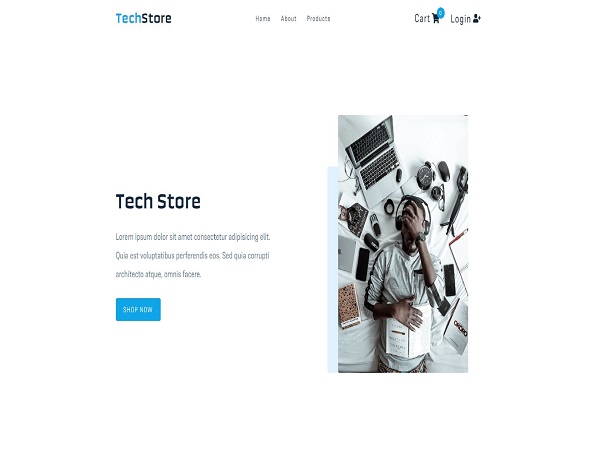 TechStore
Home About Products
Cart 0 Login
Tech Store
Lorem ipsum dolor sit amet consectetur adipisicing elit.
Quia est voluptatibus perferendis eos. Sed quia corrupti
architecto atque, omnis facere.
SHOP NOW